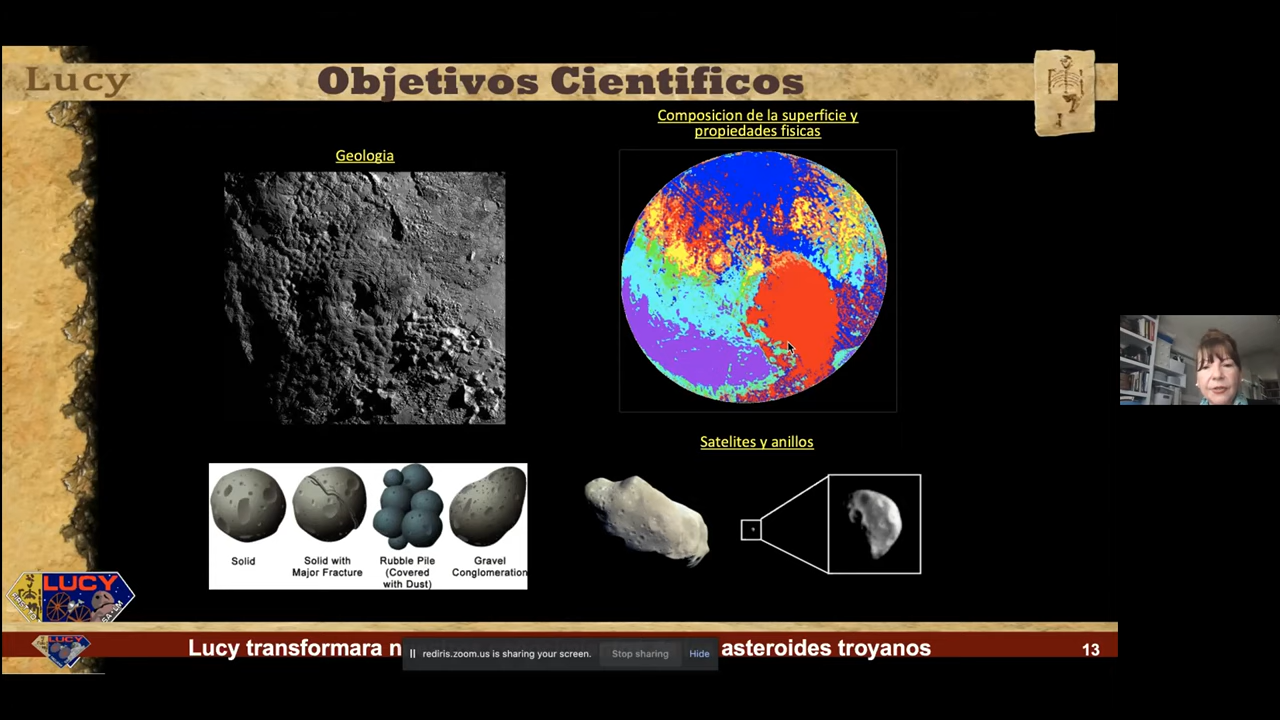 Lucy
Objetivos Cientificos
Geologia
Composicion de la superficie y
propiedades fisicas
Satelites y anillos
Solid
Solid with
Major Fracture
Rubble Pile
(Covered
with Dust)
Gravel
Conglomeration
LUCY
LUCY
Lucy transformara n
rediris.zoom.us is sharing your screen.
Stop sharing
Hide
asteroides troyanos
13